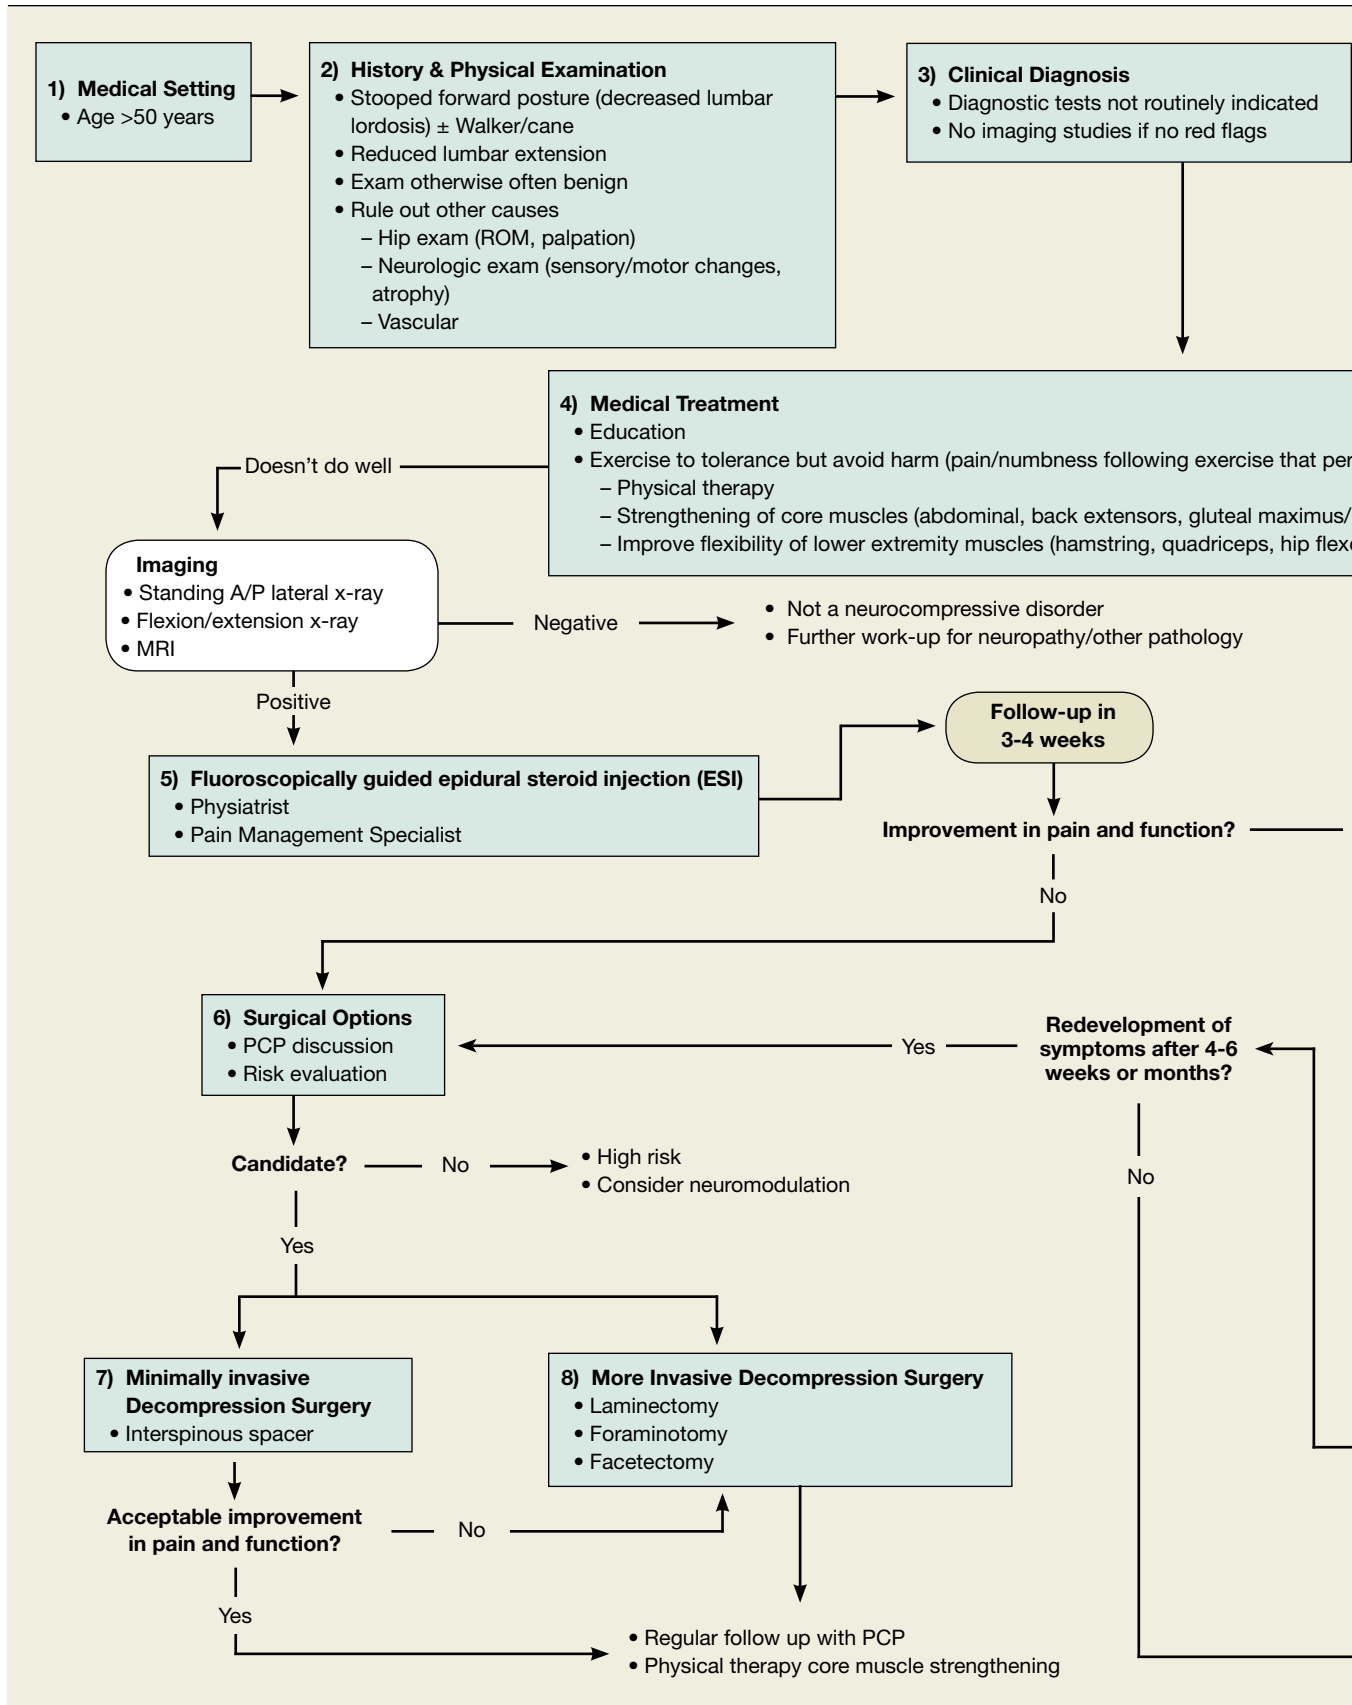 1) Medical Setting
• Age >50 years
2) History & Physical Examination
• Stooped forward posture (decreased lumbar
lordosis) ± Walker/cane
• Reduced lumbar extension
• Exam otherwise often benign
• Rule out other causes
– Hip exam (ROM, palpation)
– Neurologic exam (sensory/motor changes,
atrophy)
– Vascular
3) Clinical Diagnosis
• Diagnostic tests not routinely indicated
• No imaging studies if no red flags
4) Medical Treatment
• Education
• Exercise to tolerance but avoid harm (pain/numbness following exercise that
– Physical therapy
– Strengthening of core muscles (abdominal, back extensors, gluteal maximus/
– Improve flexibility of lower extremity muscles (hamstring, quadriceps, hip
Doesn't do well
Imaging
• Standing A/P lateral x-ray
• Flexion/extension x-ray
• MRI
Negative
• Not a neurocompressive disorder
• Further work-up for neuropathy/other pathology
Positive
5) Fluoroscopically guided epidural steroid injection (ESI)
• Physiatrist
• Pain Management Specialist
Follow-up in
3-4 weeks
Improvement in pain and function?
No
6) Surgical Options
• PCP discussion
• Risk evaluation
Yes
Redevelopment of
symptoms after 4-6
weeks or months?
No
Candidate?
No
• High risk
• Consider neuromodulation
Yes
7) Minimally invasive
Decompression Surgery
• Interspinous spacer
8) More Invasive Decompression Surgery
• Laminectomy
• Foraminotomy
• Facetectomy
Acceptable improvement
in pain and function?
No
Yes
• Regular follow up with PCP
• Physical therapy core muscle strengthening